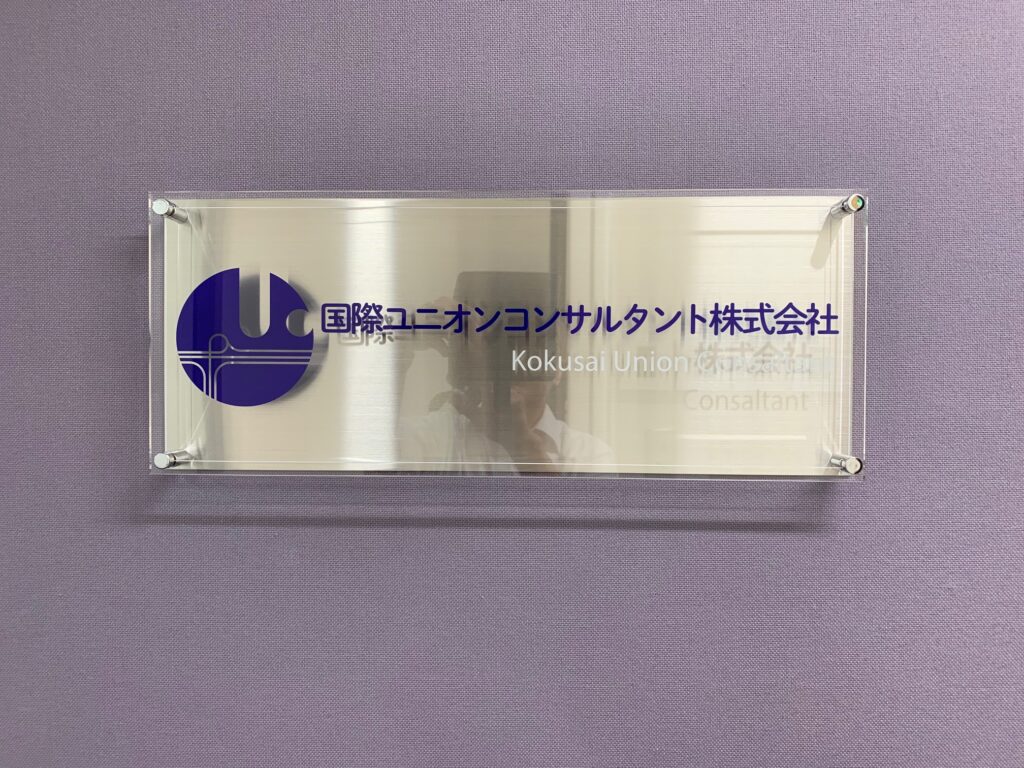 UC 国際ユニオンコンサルタント株式会社
Kokusai Union Consaltant